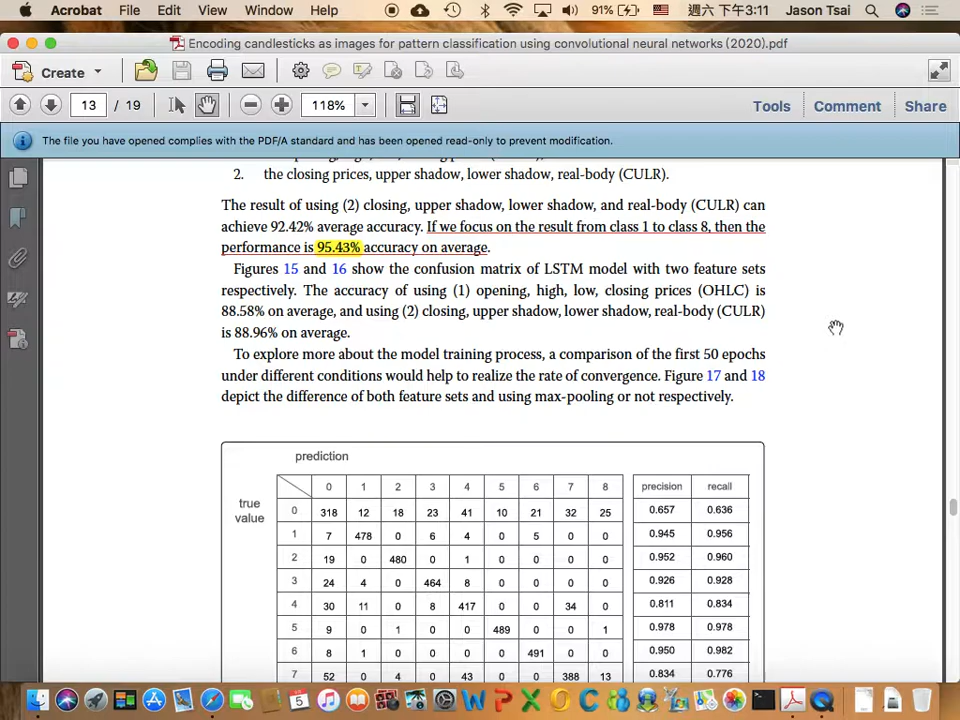 Acrobat File Edit View Window Help 91% 週六 下午3:11 Jason Tsai
Encoding candlesticks as images for pattern classification using convolutional neural networks (2020).pdf
Create
13 / 19 118% Tools Comment Share
The file you have opened complies with the PDF/A standard and has been opened read-only to prevent modification.
2. the closing prices, upper shadow, lower shadow, real-body (CULR).
The result of using (2) closing, upper shadow, lower shadow, and real-body (CULR) can
achieve 92.42% average accuracy. If we focus on the result from class 1 to class 8, then the
performance is 95.43% accuracy on average.
Figures 15 and 16 show the confusion matrix of LSTM model with two feature sets
respectively. The accuracy of using (1) opening, high, low, closing prices (OHLC) is
88.58% on average, and using (2) closing, upper shadow, lower shadow, real-body (CULR)
is 88.96% on average.
To explore more about the model training process, a comparison of the first 50 epochs
under different conditions would help to realize the rate of convergence. Figure 17 and 18
depict the difference of both feature sets and using max-pooling or not respectively.
prediction
true
value
0 1 2 3 4 5 6 7 8 precision recall
0 318 12 18 23 41 10 21 32 25 0.657 0.636
1 7 478 0 6 4 0 5 0 0 0.945 0.956
2 19 0 480 0 1 0 0 0 0 0.952 0.960
3 24 4 0 464 8 0 0 0 0 0.926 0.928
4 30 11 0 8 417 0 0 34 0 0.811 0.834
5 9 0 1 0 0 489 0 0 1 0.978 0.978
6 8 1 0 0 0 0 491 0 0 0.950 0.982
7 52 0 4 0 43 0 0 388 13 0.834 0.776